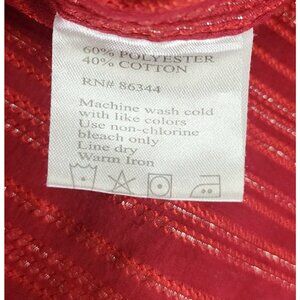 60% POLYESTER
40% COTTON
RN# 86344
Machine wash cold
with like colors
Use non-chlorine
bleach only
Line dry
Warm Iron